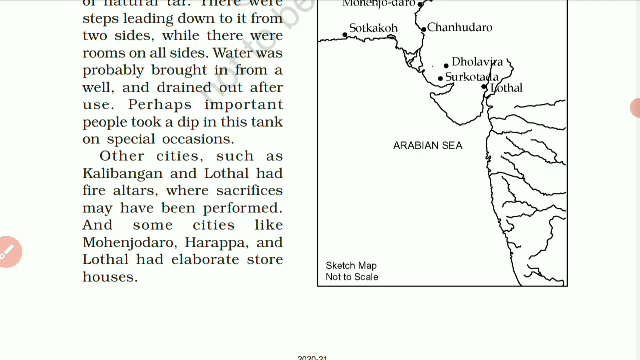 of natural tar. There were
steps leading down to it from
two sides, while there were
rooms on all sides. Water was
probably brought in from a
well, and drained out after
use. Perhaps important
people took a dip in this tank
on special occasions.
Other cities, such as
Kalibangan and Lothal had
fire altars, where sacrifices
may have been performed.
And some cities like
Mohenjodaro, Harappa, and
Lothal had elaborate store
houses.
Mohenjo-daro
Sotkakoh
Chanhudaro
Dholavira
Surkotada
Lothal
ARABIAN SEA
Sketch Map
Not to Scale
not to be
2020-21